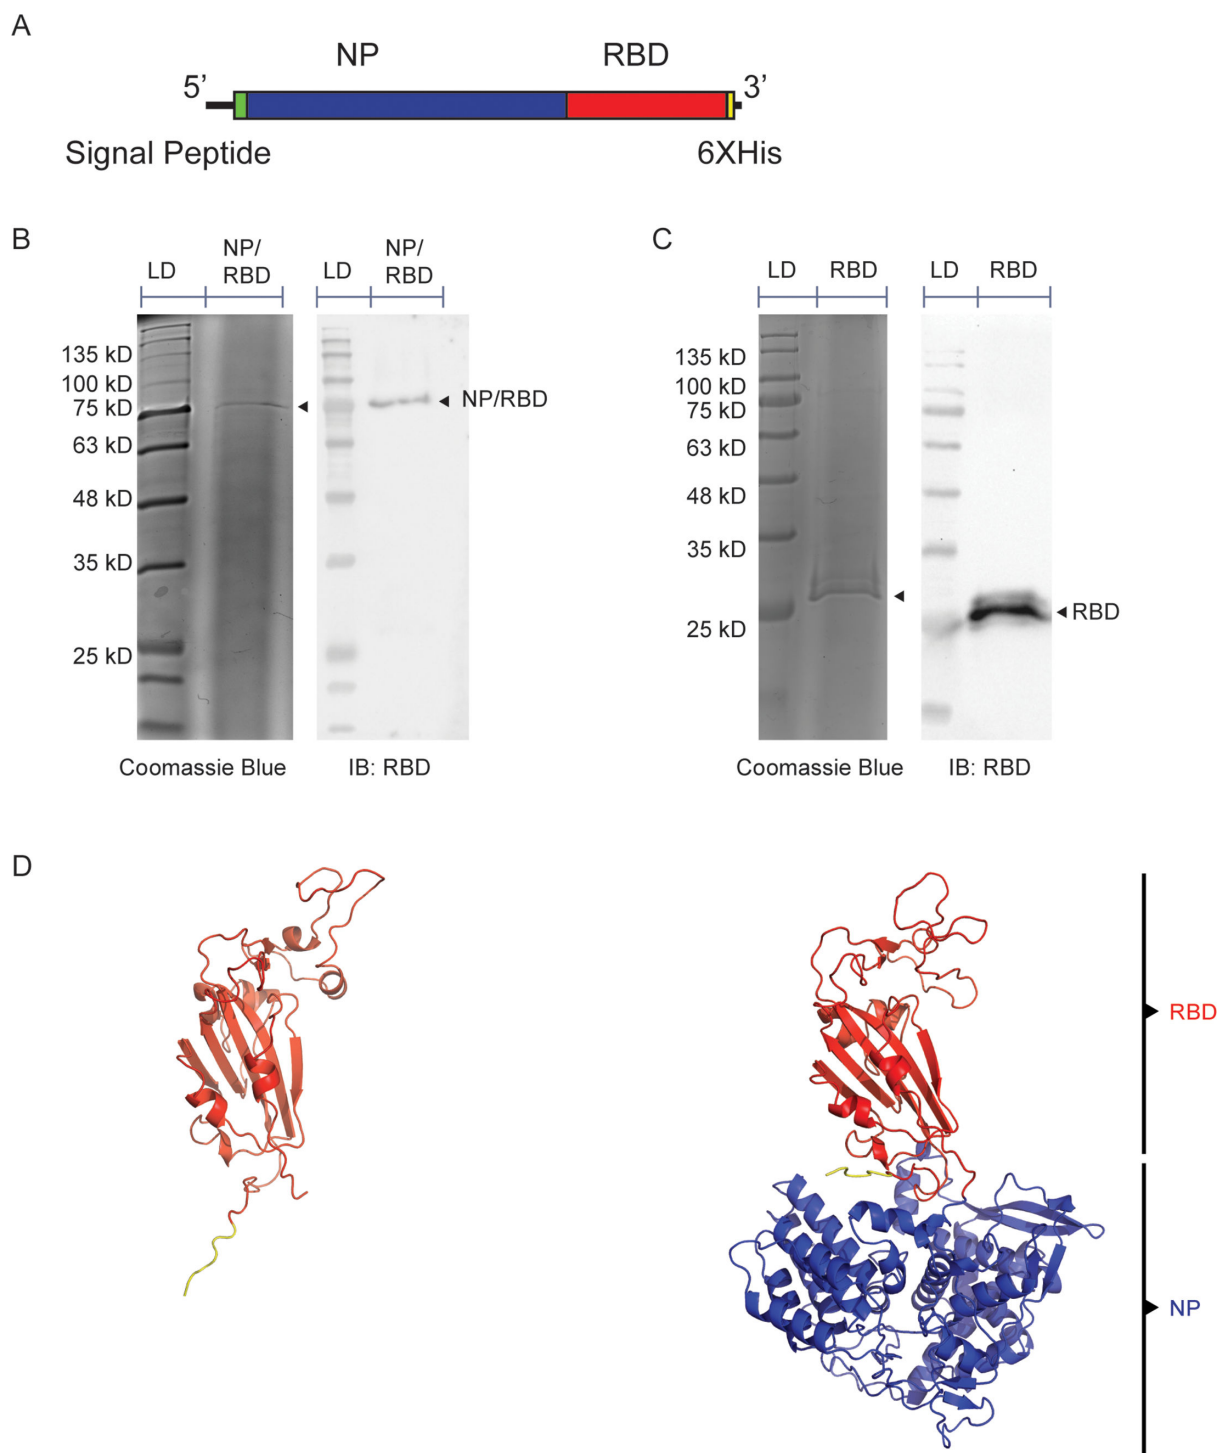 A
NP
RBD
5’
3’
Signal Peptide
6XHis
B
LD
NP/
RBD
LD
NP/
RBD
135 kD
100 kD
75 kD
63 kD
48 kD
35 kD
25 kD
NP/RBD
Coomassie Blue
IB: RBD
C
LD
RBD
LD
RBD
135 kD
100 kD
75 kD
63 kD
48 kD
35 kD
25 kD
RBD
Coomassie Blue
IB: RBD
D
RBD
NP